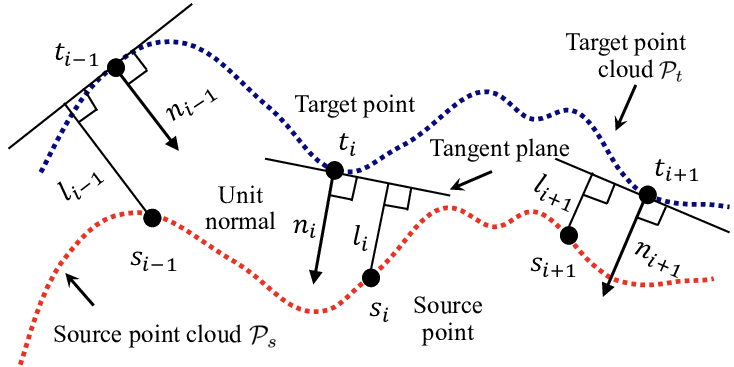 t_{i-1}
n_{i-1}
l_{i-1}
s_{i-1}
Source point cloud 𝒫_s
Target point
t_i
Unit
normal
n_i
l_i
s_i
Source
point
Tangent plane
Target point
cloud 𝒫_t
t_{i+1}
l_{i+1}
s_{i+1}
n_{i+1}